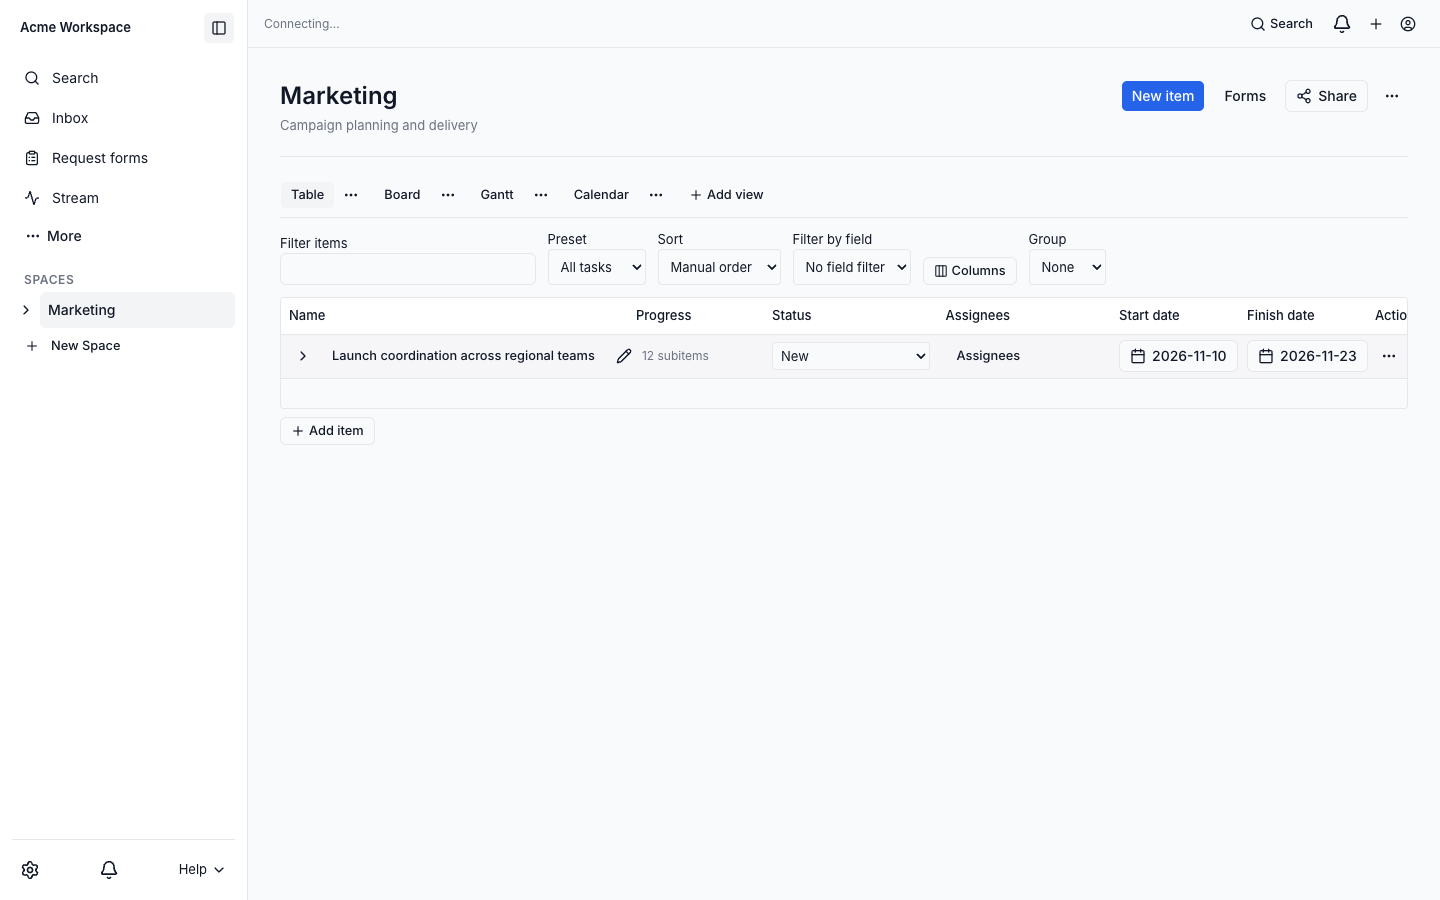 Acme Workspace
Connecting...
Search
Search
Inbox
Request forms
Stream
More
SPACES
Marketing
New Space
Help
Marketing
Campaign planning and delivery
New item
Forms
Share
Table
Board
Gantt
Calendar
Add view
Filter items
Preset
All tasks
Sort
Manual order
Filter by field
No field filter
Columns
Group
None
Name Progress Status Assignees Start date Finish date Actio
Launch coordination across regional teams 12 subitems New Assignees 2026-11-10 2026-11-23
Add item